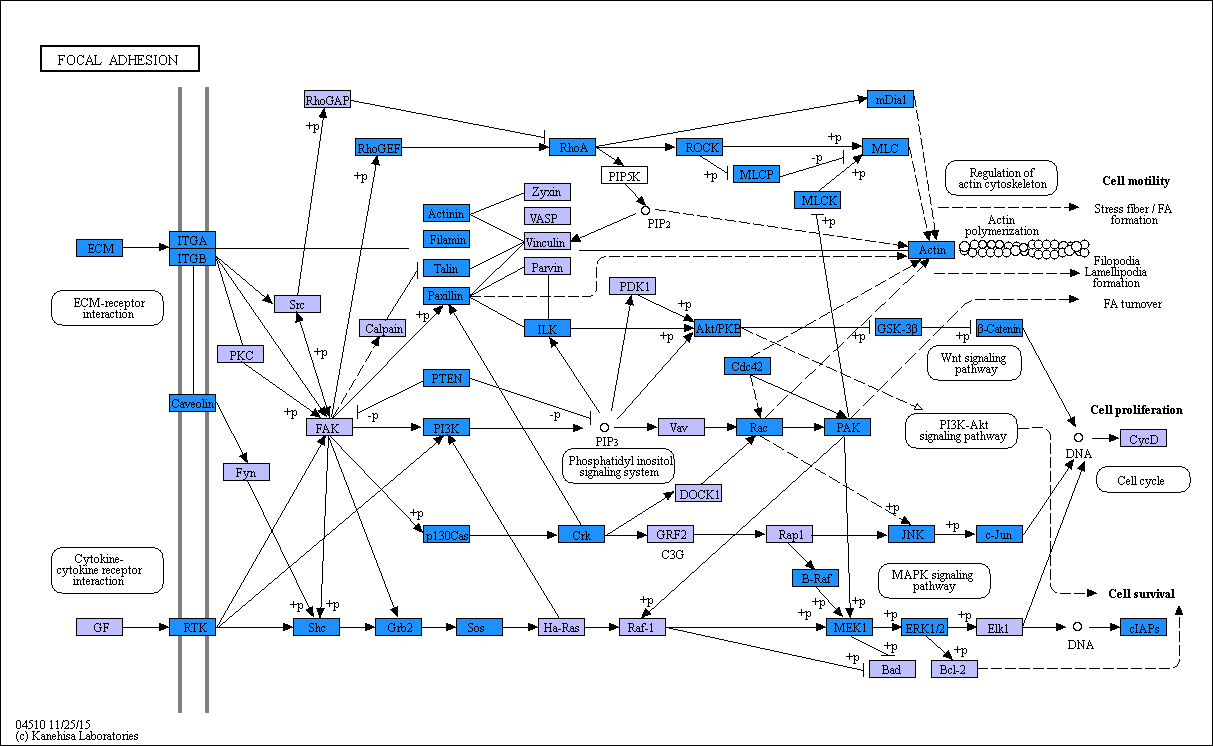 FOCAL ADHESION
RhoGAP
mDia1
+p
RhoGEF
RhoA
ROCK
+p
MLC
-p
+p
PIP5K
+p
MLCP
+p
Regulation of
actin cytoskeleton
Cell motility
Zyxin
MLCK
Actinin
VASP
PIP2
Stress fiber / FA
formation
Actin
polymerization
ECM
ITGA
ITGB
Filamin
Vinculin
Actin
Talin
Parvin
Filopodia
Lamellipodia
formation
ECM-receptor
interaction
Src
Paxillin
PDK1
+p
FA turnover
+p
Calpain
ILK
+p
Akt/PKB
+p
GSK-3β
+p
β-Catenin
PKC
+p
Wnt signaling
pathway
Cdc42
PTEN
Caveolin
+p
-p
-p
Cell proliferation
FAK
PI3K
PIP3
Vav
Rac
PAK
PI3K-Akt
signaling pathway
CycD
DNA
Phosphatidyl inositol
signaling system
Fyn
Cell cycle
DOCK1
+p
+p
p130Cas
Crk
GRF2
C3G
Rap1
JNK
+p
c-Jun
Cytokine-
cytokine receptor
interaction
B-Raf
MAPK signaling
pathway
Cell survival
+p
+p
+p
+p
+p
+p
+p
GF
RTK
Shc
Grb2
Sos
Ha-Ras
Raf-1
MEK1
ERK1/2
Elk1
DNA
cIAPs
+p
+p
+p
Bad
Bcl-2
04510 11/25/15
(c) Kanehisa Laboratories